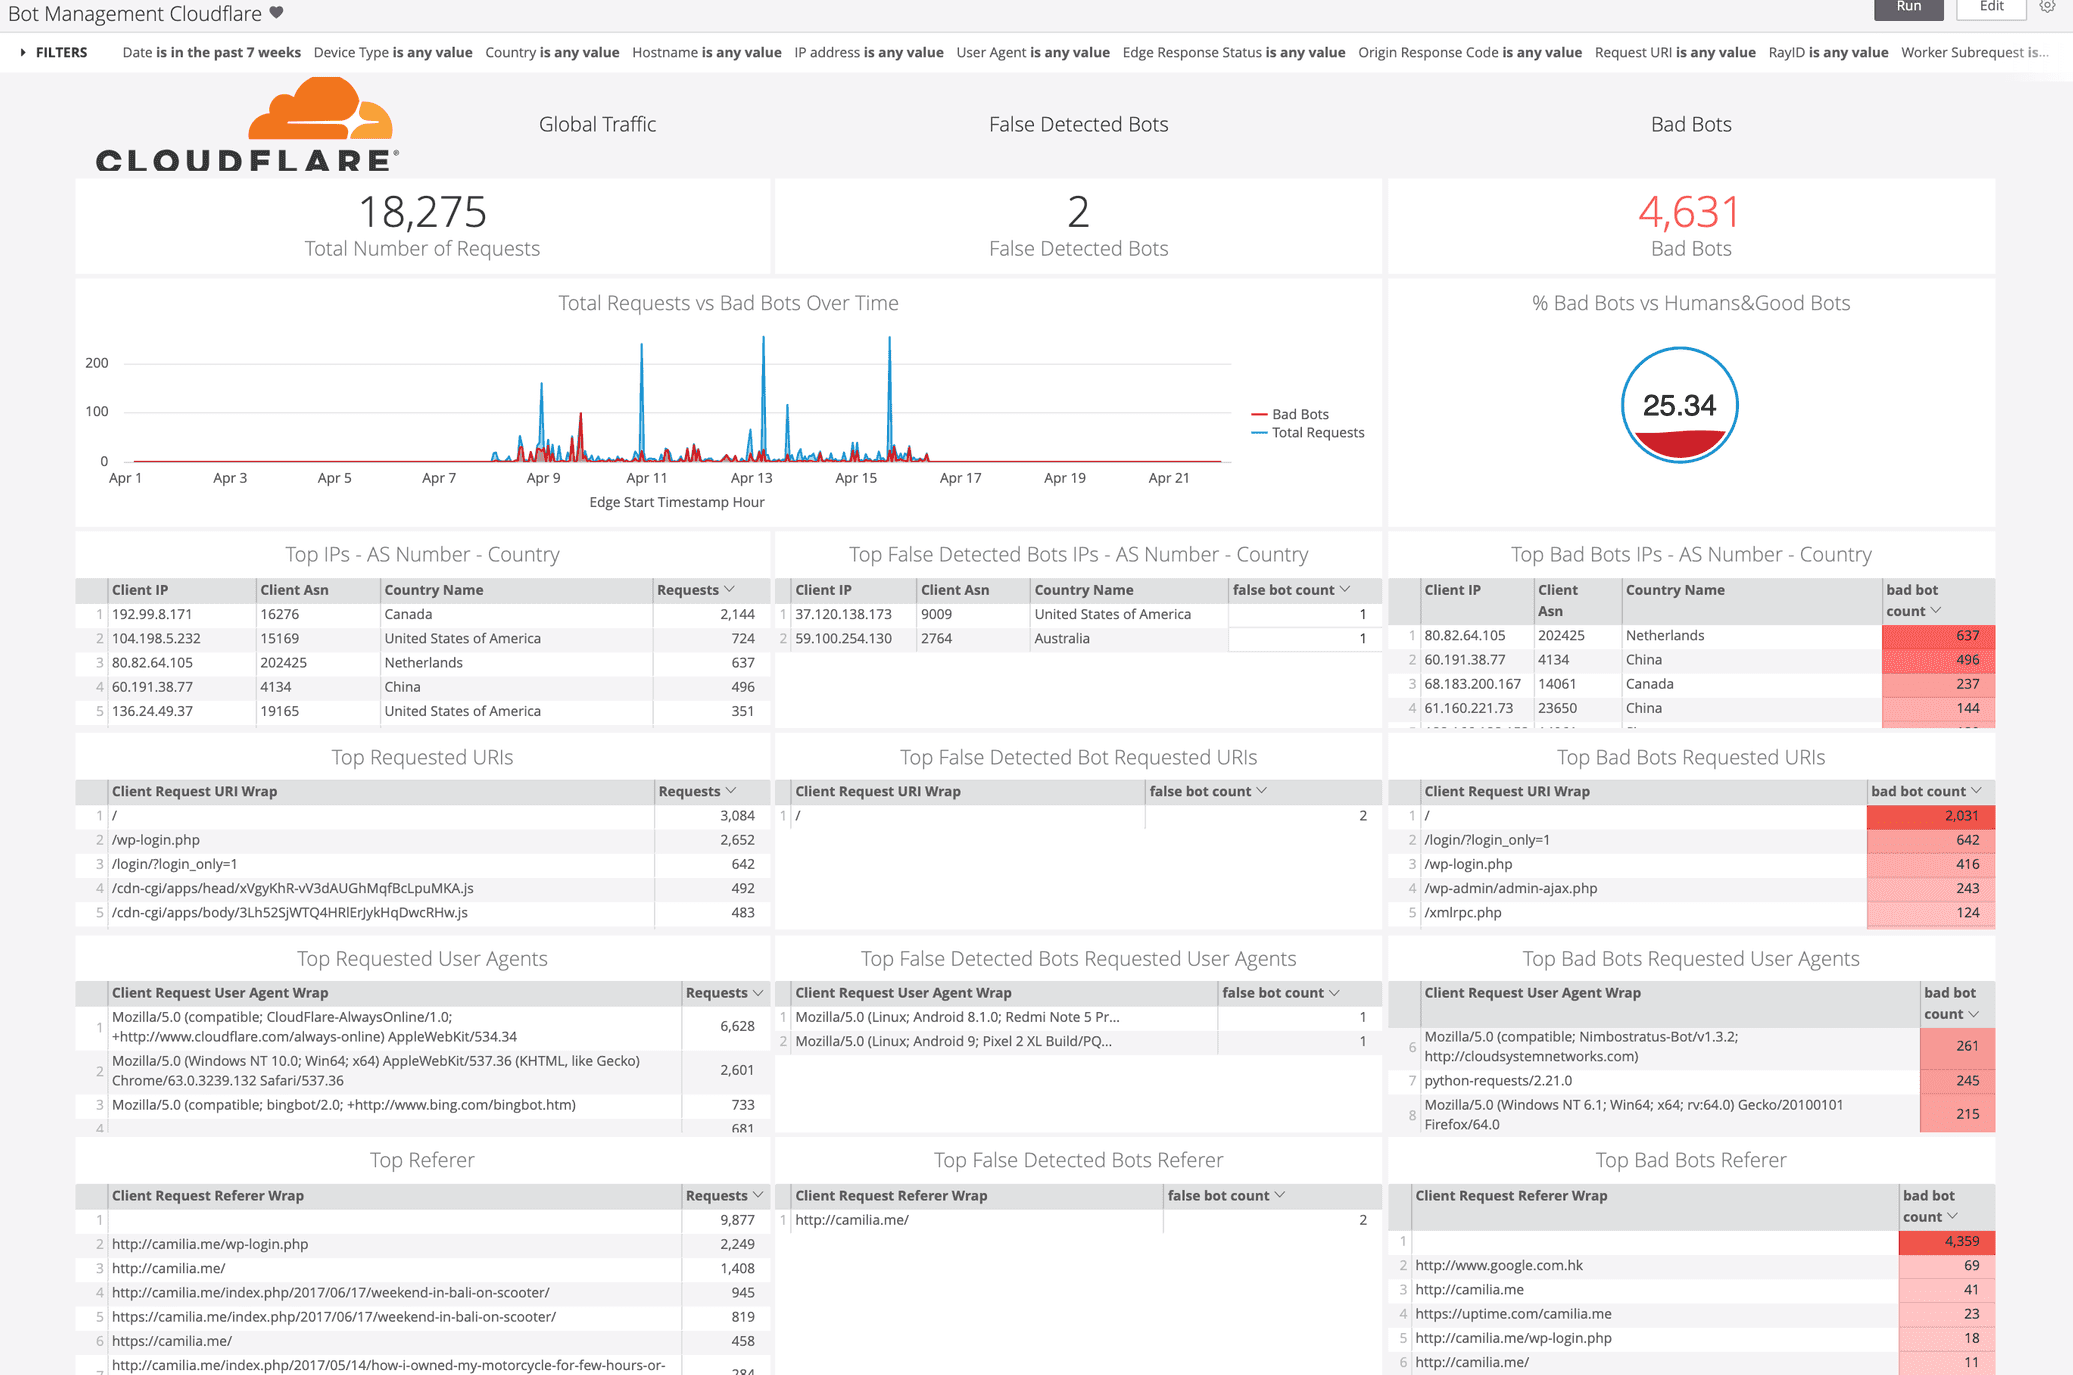 Bot Management Cloudflare
Run
Edit
FILTERS
Date is in the past 7 weeks
Device Type is any value
Country is any value
Hostname is any value
IP address is any value
User Agent is any value
Edge Response Status is any value
Origin Response Code is any value
Request URI is any value
RayID is any value
Worker Subrequest is...
CLOUDFLARE®
Global Traffic
False Detected Bots
Bad Bots
18,275
Total Number of Requests
2
False Detected Bots
4,631
Bad Bots
Total Requests vs Bad Bots Over Time
200
100
0
Apr 1
Apr 3
Apr 5
Apr 7
Apr 9
Apr 11
Apr 13
Apr 15
Apr 17
Apr 19
Apr 21
Edge Start Timestamp Hour
Bad Bots
Total Requests
% Bad Bots vs Humans&Good Bots
25.34
Top IPs - AS Number - Country
Client IP Client Asn Country Name Requests
1 192.99.8.171 16276 Canada 2,144
2 104.198.5.232 15169 United States of America 724
3 80.82.64.105 202425 Netherlands 637
4 60.191.38.77 4134 China 496
5 136.24.49.37 19165 United States of America 351
Top False Detected Bots IPs - AS Number - Country
Client IP Client Asn Country Name false bot count
1 37.120.138.173 9009 United States of America 1
2 59.100.254.130 2764 Australia 1
Top Bad Bots IPs - AS Number - Country
Client IP Client Asn Country Name bad bot count
1 80.82.64.105 202425 Netherlands 637
2 60.191.38.77 4134 China 496
3 68.183.200.167 14061 Canada 237
4 61.160.221.73 23650 China 144
Top Requested URIs
Client Request URI Wrap Requests
1 / 3,084
2 /wp-login.php 2,652
3 /login/?login_only=1 642
4 /cdn-cgi/apps/head/xVgyKhR-vV3dAUGhMqfBcLpuMKA.js 492
5 /cdn-cgi/apps/body/3Lh52SjWTQ4HRlErJykHqDwcRHw.js 483
Top False Detected Bot Requested URIs
Client Request URI Wrap false bot count
1 / 2
Top Bad Bots Requested URIs
Client Request URI Wrap bad bot count
1 / 2,031
2 /login/?login_only=1 642
3 /wp-login.php 416
4 /wp-admin/admin-ajax.php 243
5 /xmlrpc.php 124
Top Requested User Agents
Client Request User Agent Wrap Requests
1 Mozilla/5.0 (compatible; CloudFlare-AlwaysOnline/1.0;
+http://www.cloudflare.com/always-online) AppleWebKit/534.34 6,628
2 Mozilla/5.0 (Windows NT 10.0; Win64; x64) AppleWebKit/537.36 (KHTML, like Gecko)
Chrome/63.0.3239.132 Safari/537.36 2,601
3 Mozilla/5.0 (compatible; bingbot/2.0; +http://www.bing.com/bingbot.htm) 733
4 681
Top False Detected Bots Requested User Agents
Client Request User Agent Wrap false bot count
1 Mozilla/5.0 (Linux; Android 8.1.0; Redmi Note 5 Pr... 1
2 Mozilla/5.0 (Linux; Android 9; Pixel 2 XL Build/PQ... 1
Top Bad Bots Requested User Agents
Client Request User Agent Wrap bad bot count
6 Mozilla/5.0 (compatible; Nimbostratus-Bot/v1.3.2;
http://cloudsystemnetworks.com) 261
7 python-requests/2.21.0 245
8 Mozilla/5.0 (Windows NT 6.1; Win64; x64; rv:64.0) Gecko/20100101
Firefox/64.0 215
Top Referer
Client Request Referer Wrap Requests
1 9,877
2 http://camilia.me/wp-login.php 2,249
3 http://camilia.me/ 1,408
4 http://camilia.me/index.php/2017/06/17/weekend-in-bali-on-scooter/ 945
5 https://camilia.me/index.php/2017/06/17/weekend-in-bali-on-scooter/ 819
6 https://camilia.me/ 458
7 http://camilia.me/index.php/2017/05/14/how-i-owned-my-motorcycle-for-few-hours-or- 284
Top False Detected Bots Referer
Client Request Referer Wrap false bot count
1 http://camilia.me/ 2
Top Bad Bots Referer
Client Request Referer Wrap bad bot count
1 4,359
2 http://www.google.com.hk 69
3 http://camilia.me 41
4 https://uptime.com/camilia.me 23
5 http://camilia.me/wp-login.php 18
6 http://camilia.me/ 11